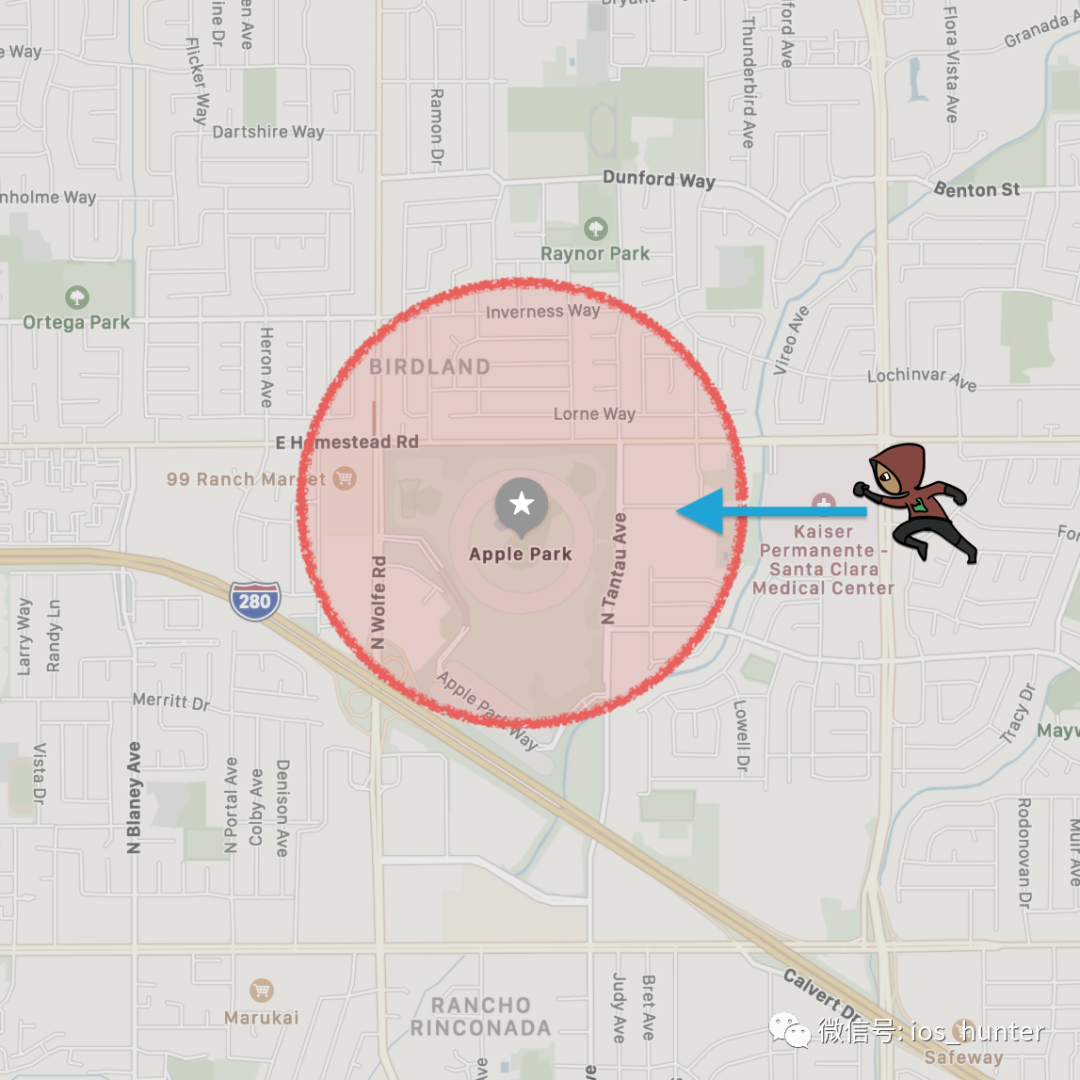 Bryant
ine Dr
en Ave
Flicker Way
Way
Dartshire Way
Ramon Dr
Thunderbird Ave
ford Ave
Flora Vista Ave
Granada A
Dunford Way
Benton St
nholme Way
Raynor Park
Ortega Park
Inverness Way
Heron Ave
BIRDLAND
Vireo Ave
Lochinvar Ave
Lorne Way
E Homestead Rd
99 Ranch Market
Apple Park
N Tantau Ave
Kaiser
Permanente -
Santa Clara
Medical Center
For
280
N Wolfe Rd
Larry Way
Randy Ln
Apple Park Way
Merritt Dr
Lowell Dr
Tracy Dr
Mayw
Vista Dr
N Blaney Ave
N Portal Ave
Colby Ave
Denison Ave
Rodonovan Dr
Muir Ave
Calvert Dr
Judy Ave
Bret Ave
Marukai
RANCHO
RINCONADA
微信号: ios_hunter
Safeway
ve
e